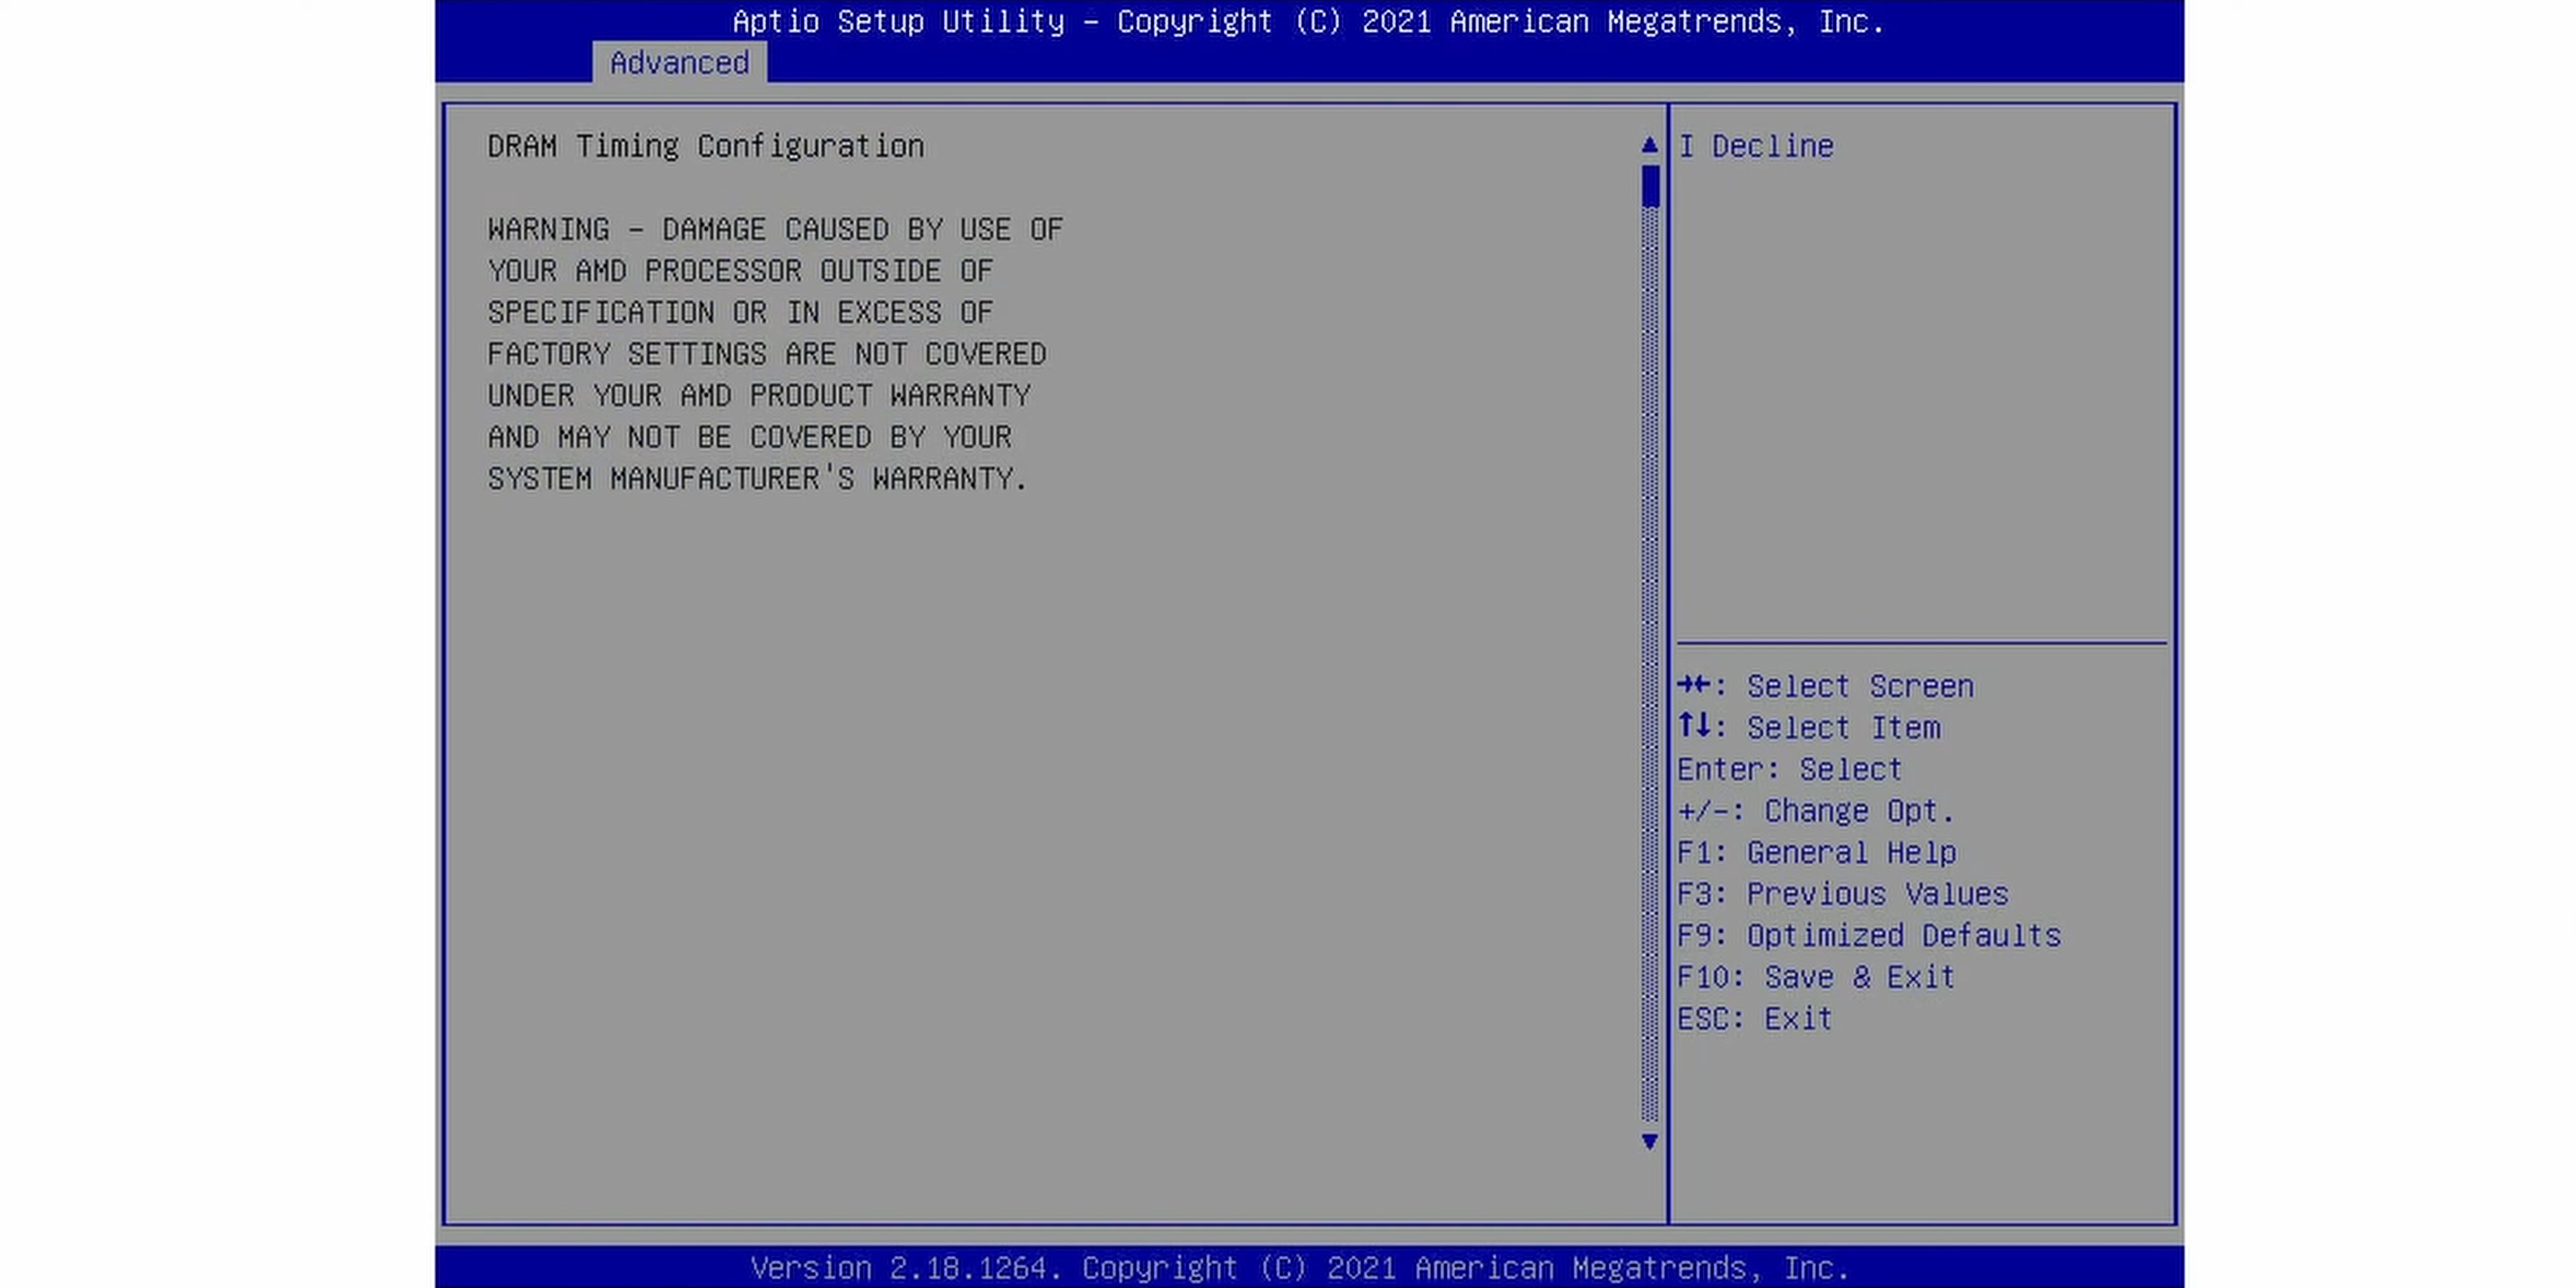 Aptio Setup Utility – Copyright (C) 2021 American Megatrends, Inc.
Advanced
DRAM Timing Configuration
WARNING – DAMAGE CAUSED BY USE OF
YOUR AMD PROCESSOR OUTSIDE OF
SPECIFICATION OR IN EXCESS OF
FACTORY SETTINGS ARE NOT COVERED
UNDER YOUR AMD PRODUCT WARRANTY
AND MAY NOT BE COVERED BY YOUR
SYSTEM MANUFACTURER'S WARRANTY.
I Decline
→←: Select Screen
↑↓: Select Item
Enter: Select
+/-: Change Opt.
F1: General Help
F3: Previous Values
F9: Optimized Defaults
F10: Save & Exit
ESC: Exit
Version 2.18.1264. Copyright (C) 2021 American Megatrends, Inc.